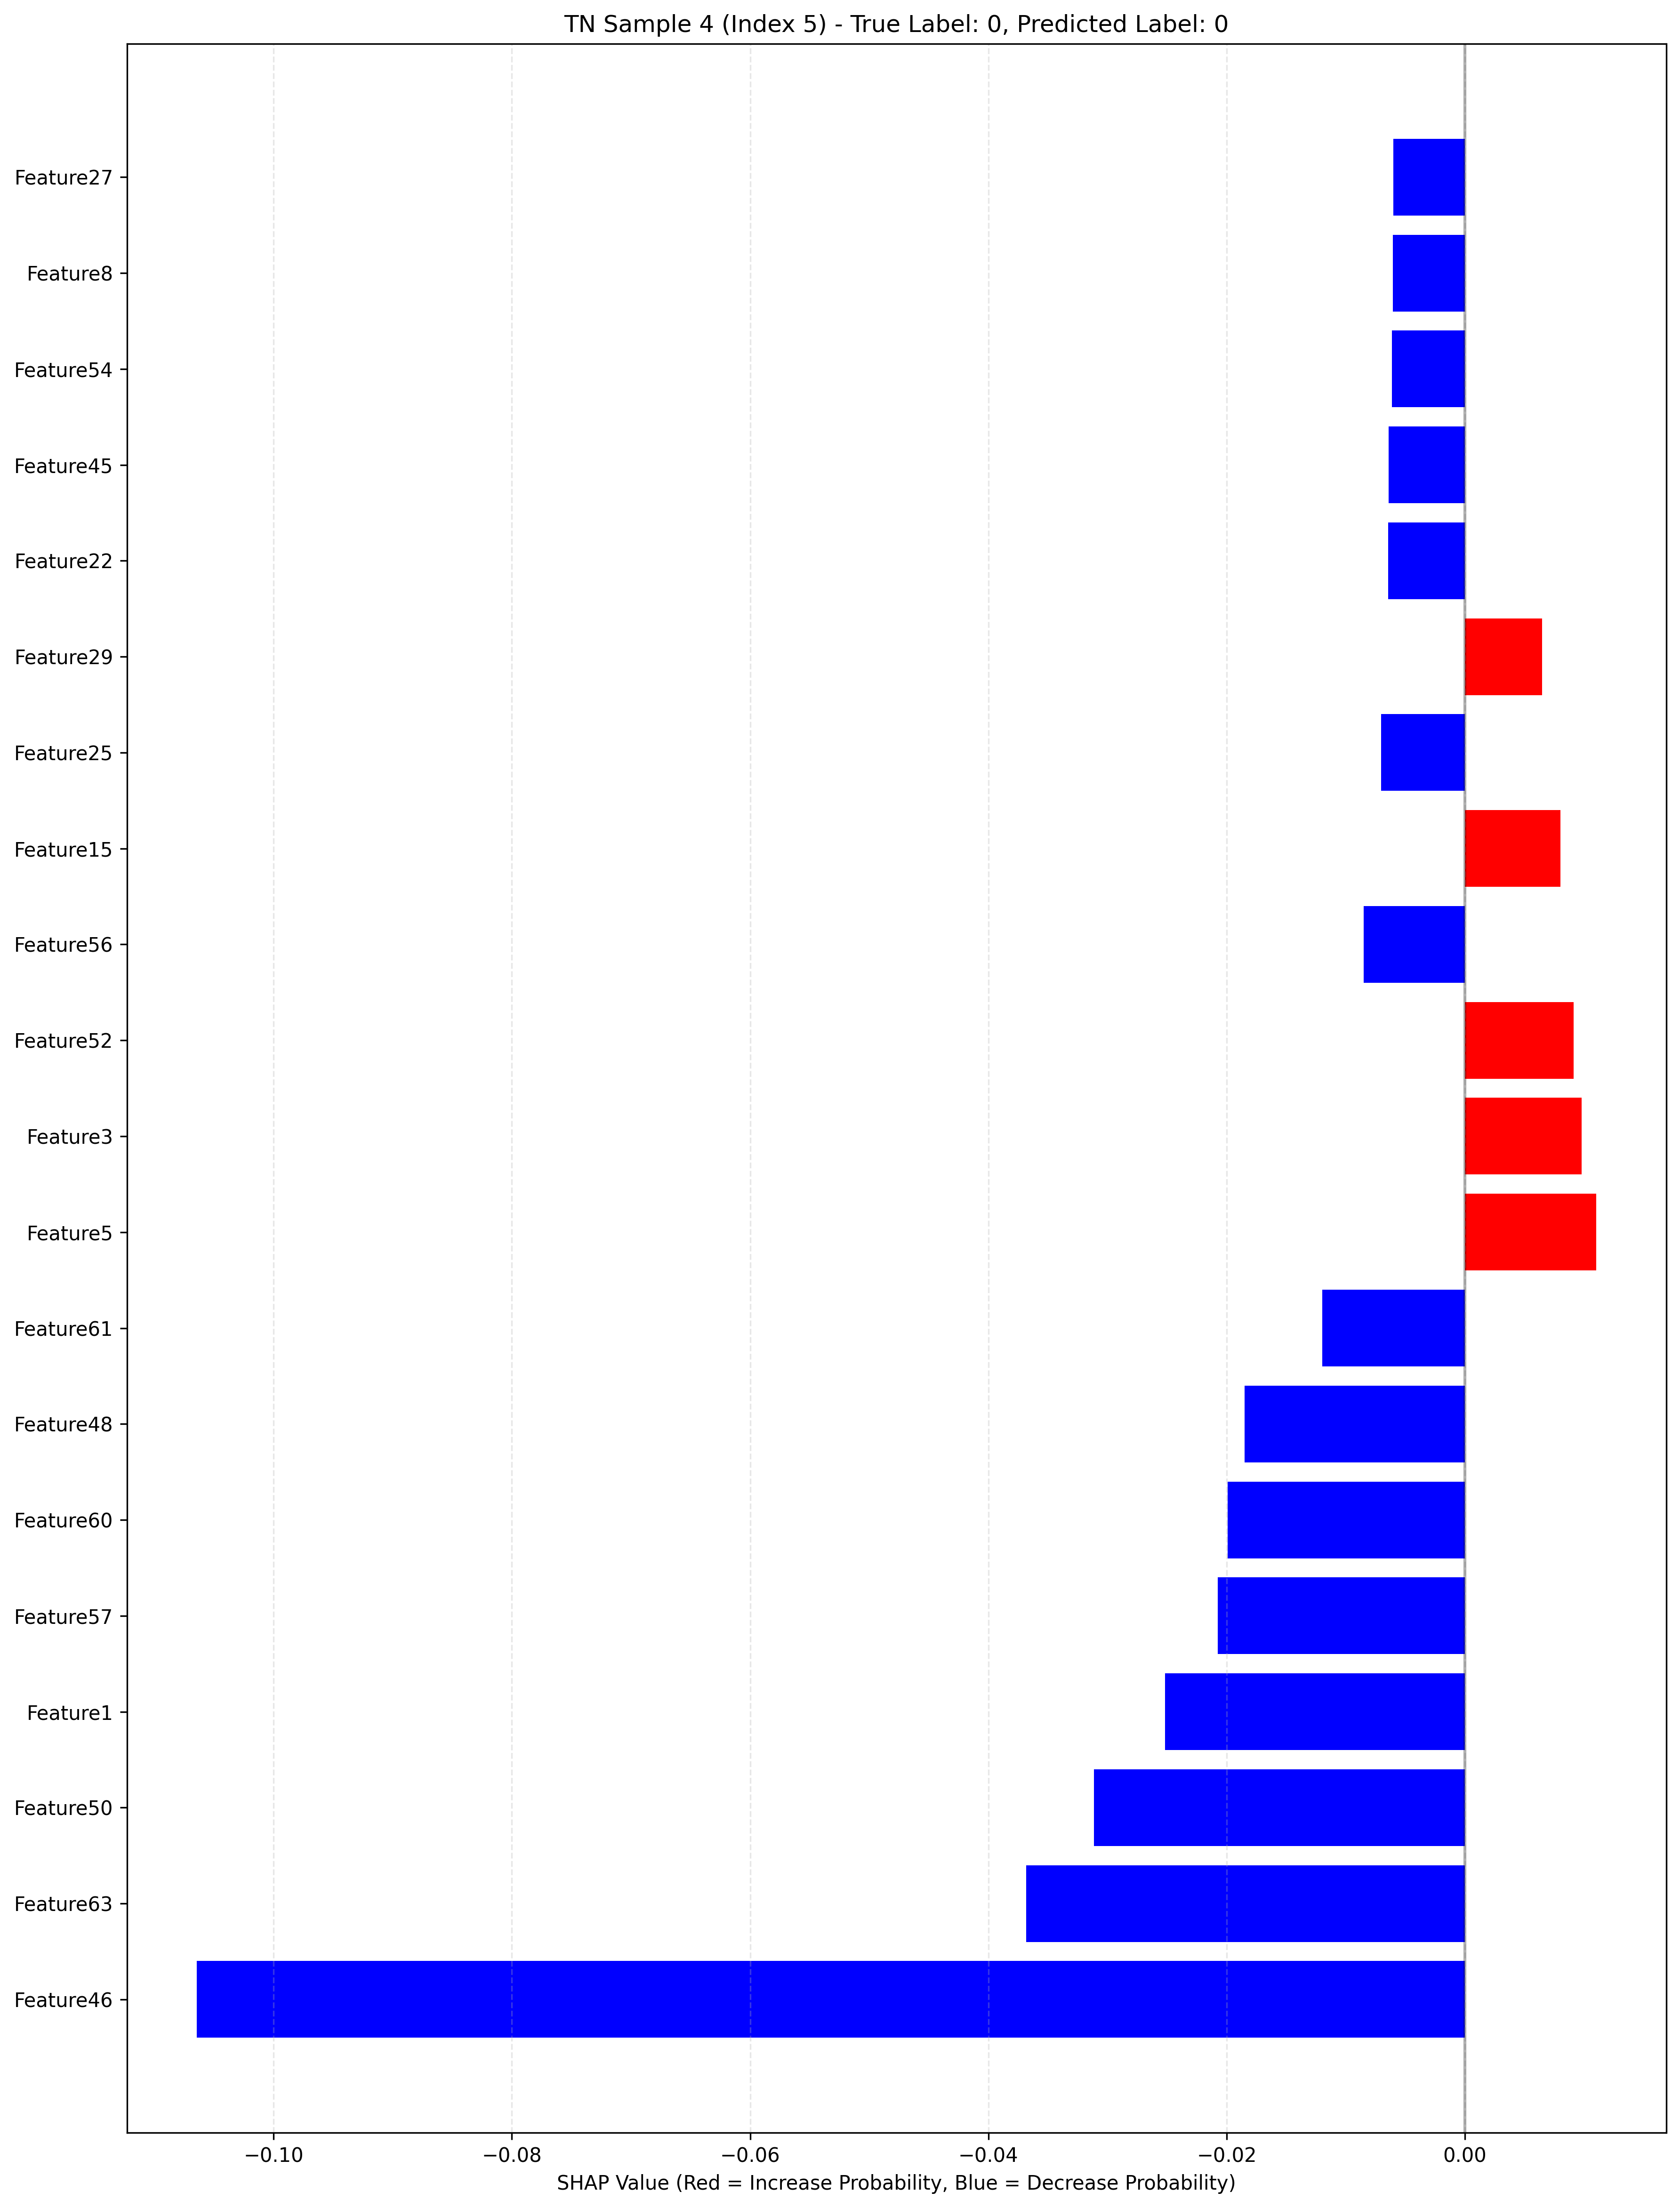 TN Sample 4 (Index 5) - True Label: 0, Predicted Label: 0
Feature27
Feature8
Feature54
Feature45
Feature22
Feature29
Feature25
Feature15
Feature56
Feature52
Feature3
Feature5
Feature61
Feature48
Feature60
Feature57
Feature1
Feature50
Feature63
Feature46
−0.10 −0.08 −0.06 −0.04 −0.02 0.00
SHAP Value (Red = Increase Probability, Blue = Decrease Probability)